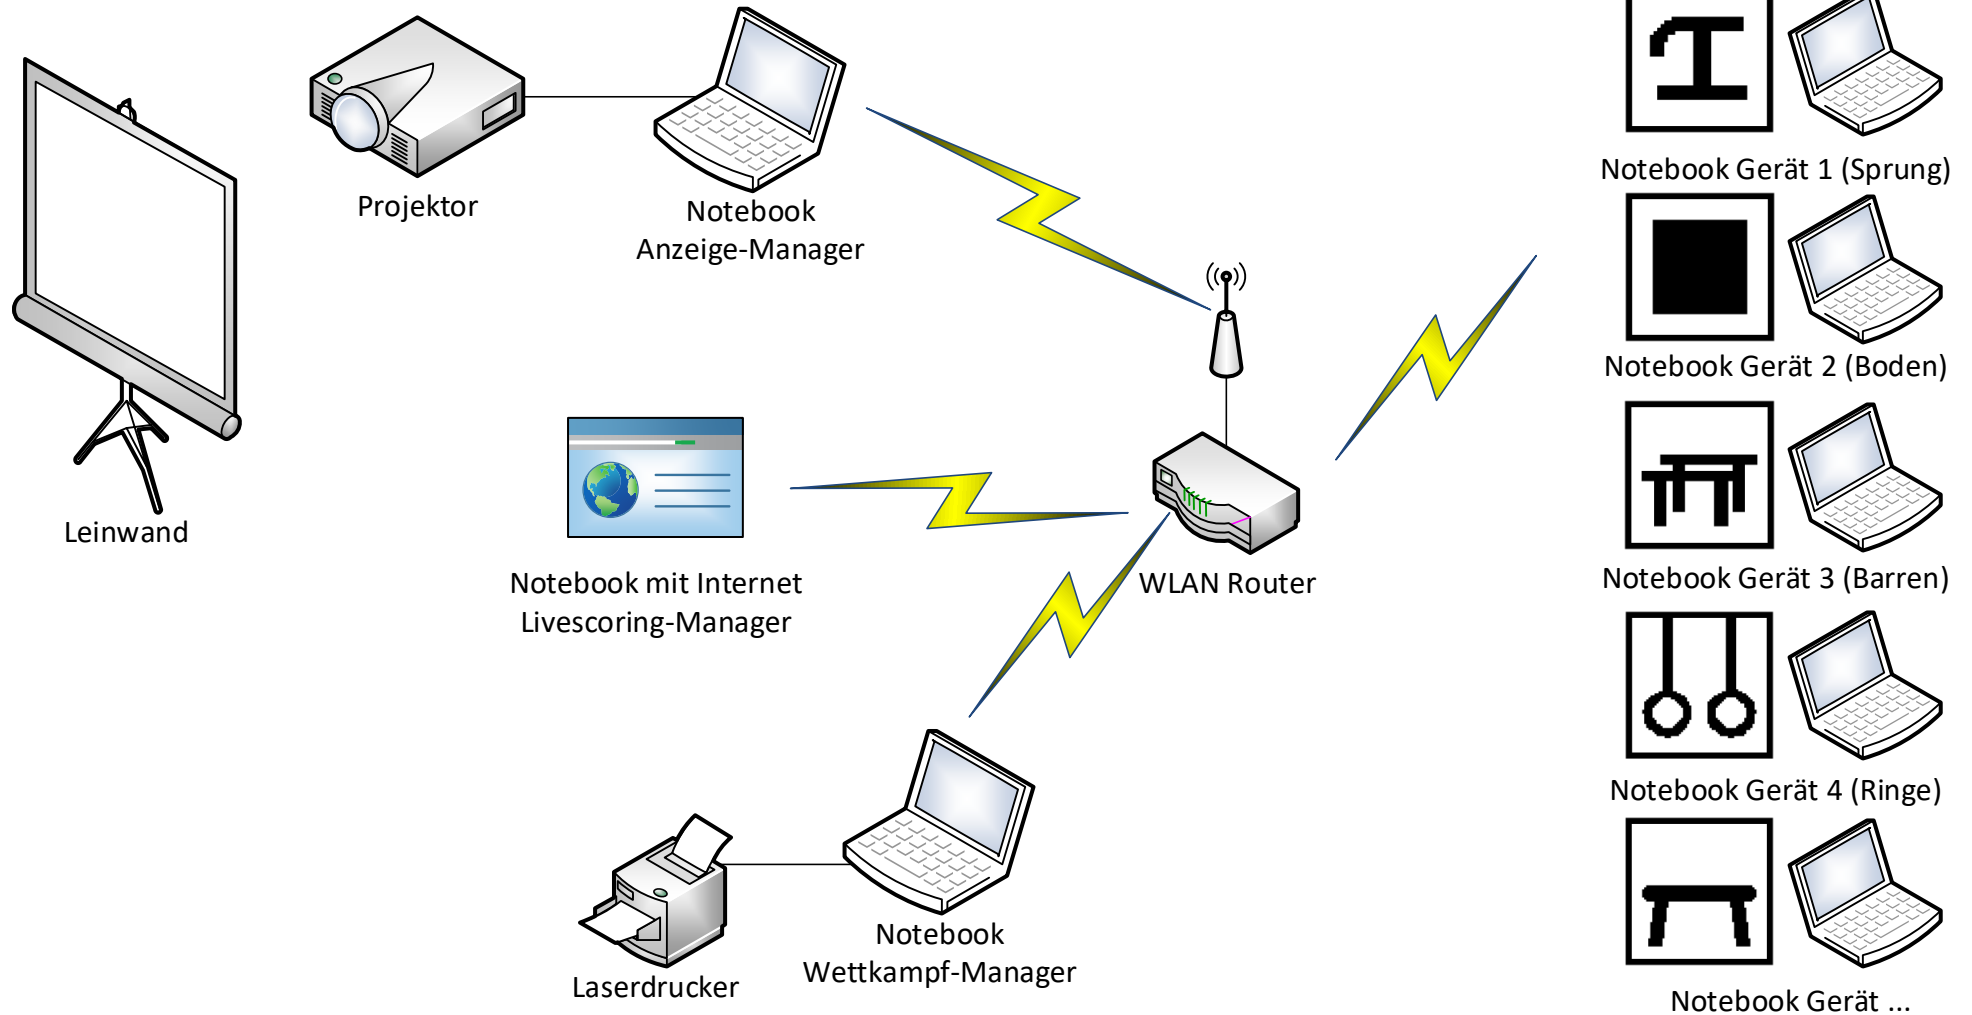 Projektor
Notebook
Anzeige-Manager
Leinwand
Notebook mit Internet
Livescoring-Manager
WLAN Router
Laserdrucker
Notebook
Wettkampf-Manager
Notebook Gerät 1 (Sprung)
Notebook Gerät 2 (Boden)
Notebook Gerät 3 (Barren)
Notebook Gerät 4 (Ringe)
Notebook Gerät ...